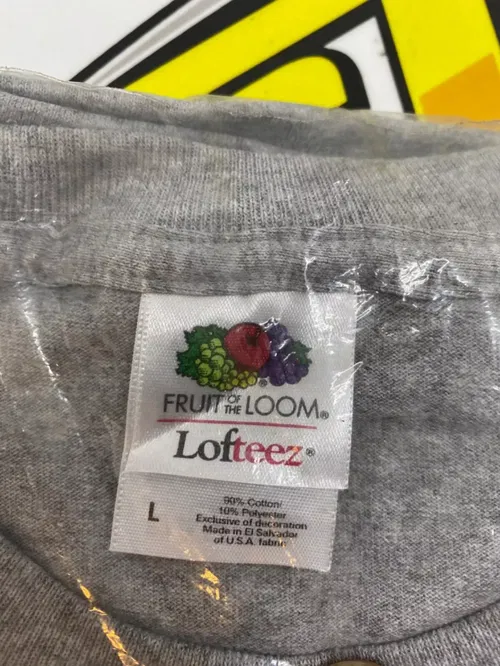 FRUIT OF THE LOOM®
Lofteez®
L
90% Cotton
10% Polyester
Exclusive of decoration
Made in El Salvador
of U.S.A. fabric